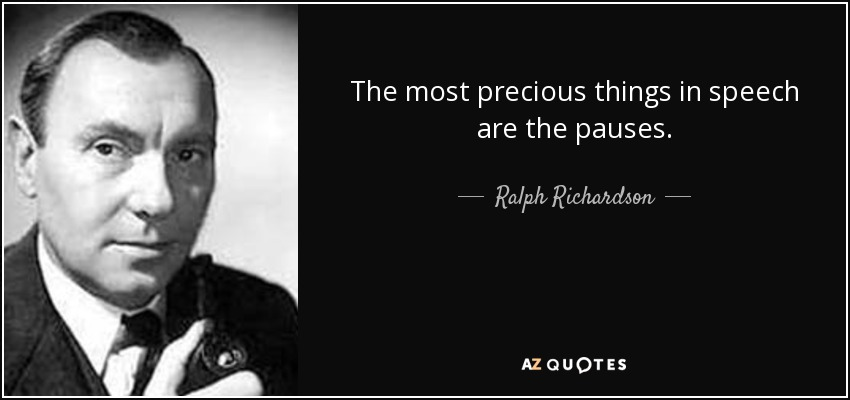 The most precious things in speech
are the pauses.
Ralph Richardson
AZ QUOTES